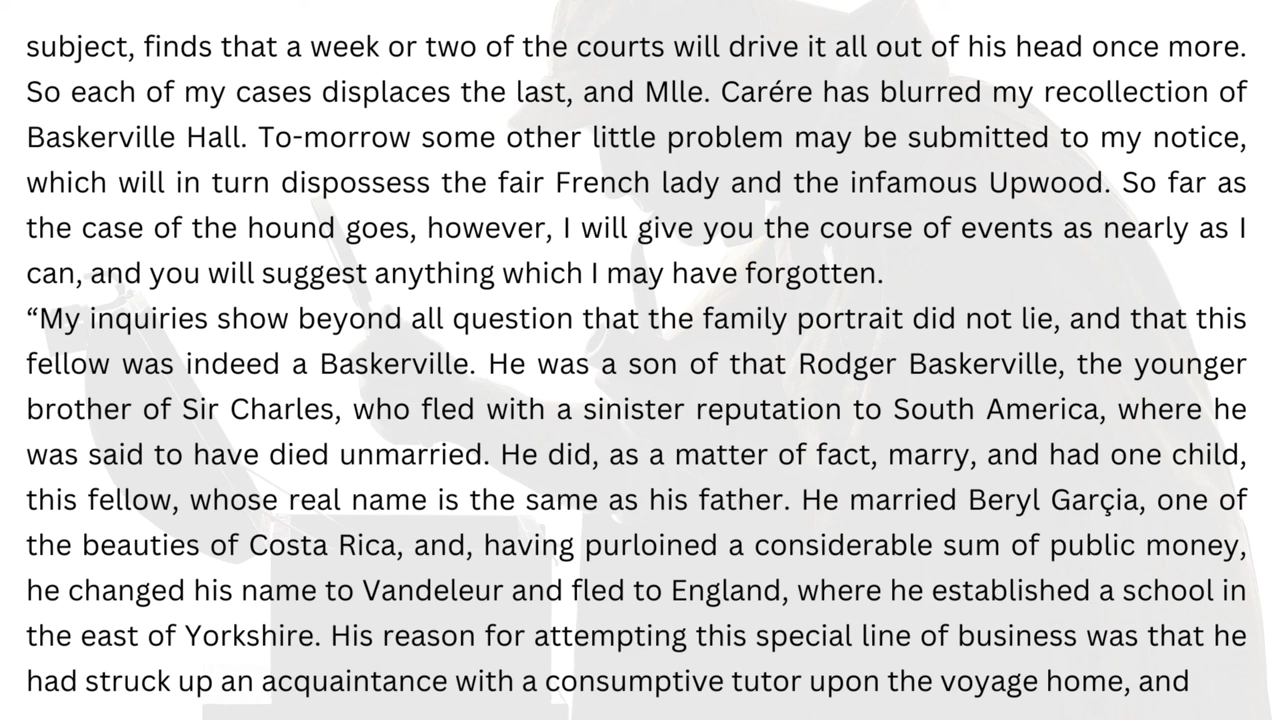 subject, finds that a week or two of the courts will drive it all out of his head once more.
So each of my cases displaces the last, and Mlle. Carére has blurred my recollection of
Baskerville Hall. To-morrow some other little problem may be submitted to my notice,
which will in turn dispossess the fair French lady and the infamous Upwood. So far as
the case of the hound goes, however, I will give you the course of events as nearly as I
can, and you will suggest anything which I may have forgotten.
“My inquiries show beyond all question that the family portrait did not lie, and that this
fellow was indeed a Baskerville. He was a son of that Rodger Baskerville, the younger
brother of Sir Charles, who fled with a sinister reputation to South America, where he
was said to have died unmarried. He did, as a matter of fact, marry, and had one child,
this fellow, whose real name is the same as his father. He married Beryl Garçia, one of
the beauties of Costa Rica, and, having purloined a considerable sum of public money,
he changed his name to Vandeleur and fled to England, where he established a school in
the east of Yorkshire. His reason for attempting this special line of business was that he
had struck up an acquaintance with a consumptive tutor upon the voyage home, and